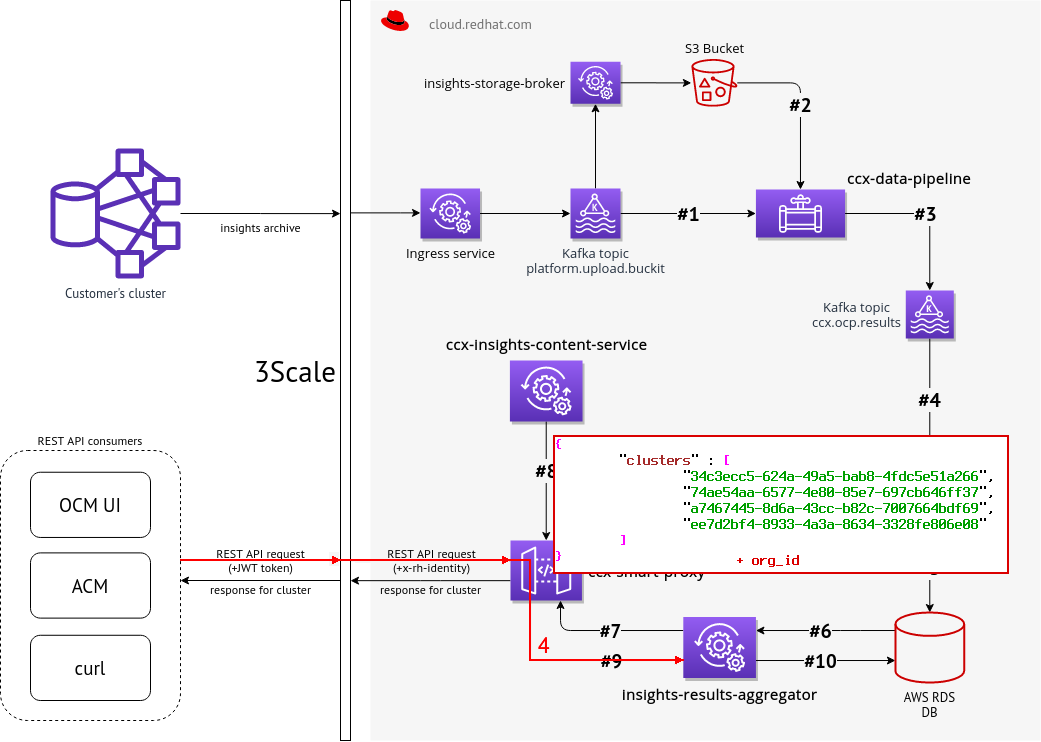 cloud.redhat.com
S3 Bucket
insights-storage-broker
#2
ccx-data-pipeline
#1
#3
insights archive
Ingress service
Kafka topic
platform.upload.buckit
Customer's cluster
Kafka topic
ccx.ocp.results
ccx-insights-content-service
3Scale
#4
REST API consumers
{
"clusters" : [
"34c3ecc5-624a-49a5-bab8-4fdc5e51a266",
"74ae54aa-6577-4e80-85e7-697cb646ff37",
"a7467445-8d6a-43cc-b82c-7007664bdf69",
"ee7d2bf4-8933-4a3a-8634-3328fe806e08"
]
}
+ org_id
#8
OCM UI
REST API request
(+JWT token)
REST API request
(+x-rh-identity)
ccx-smart-proxy
ACM
response for cluster
response for cluster
#7
#6
4
#9
#10
curl
insights-results-aggregator
AWS RDS
DB